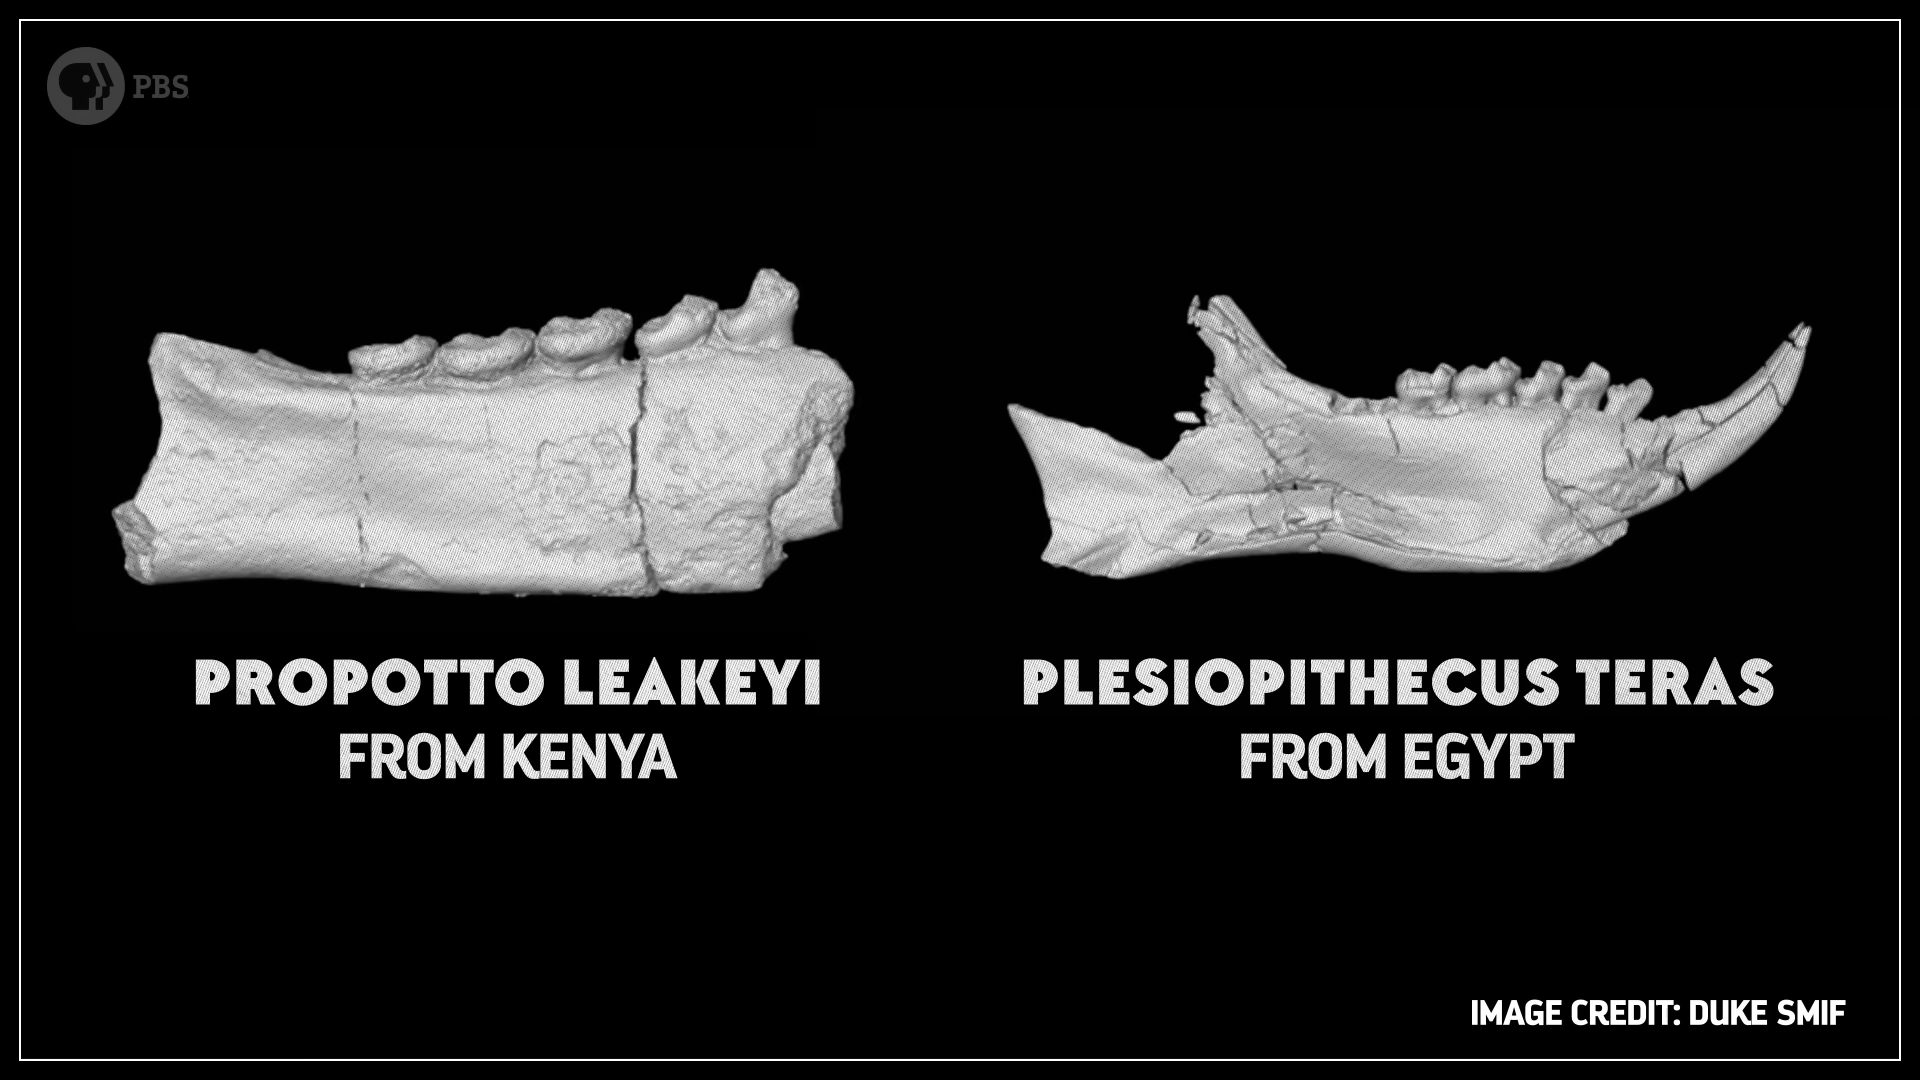 PBS
PROPOTTO LEAKEYI
FROM KENYA
PLESIOPITHECUS TERAS
FROM EGYPT
IMAGE CREDIT: DUKE SMIF